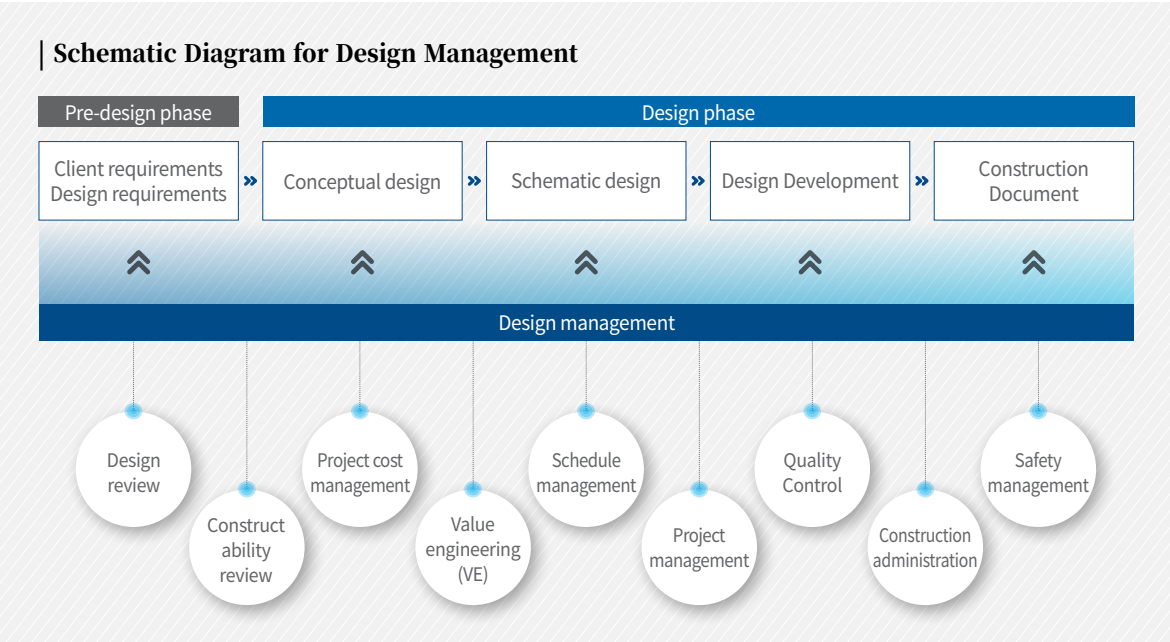 Schematic Diagram for Design Management
Pre-design phase
Design phase
Client requirements
Design requirements
Conceptual design
Schematic design
Design Development
Construction
Document
Design management
Design
review
Construct
ability
review
Project cost
management
Value
engineering
(VE)
Schedule
management
Project
management
Quality
Control
Construction
administration
Safety
management